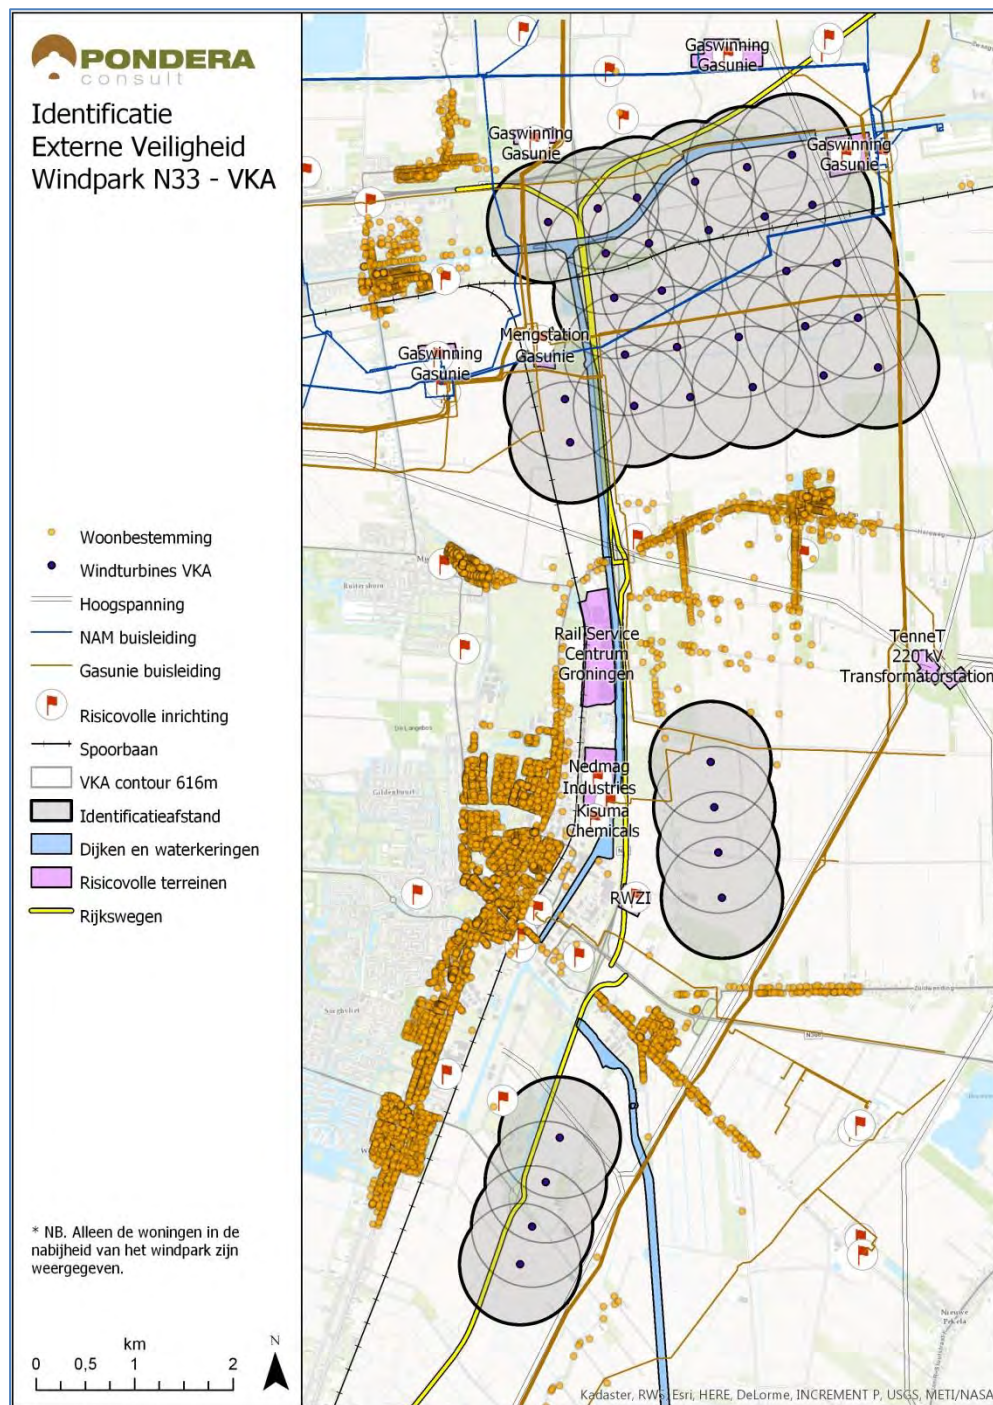 PONDERA
consult
Identificatie
Externe Veiligheid
Windpark N33 - VKA
Woonbestemming
Windturbines VKA
Hoogspanning
NAM buisleiding
Gasunie buisleiding
Risicovolle inrichting
Spoorbaan
VKA contour 616m
Identificatieafstand
Dijken en waterkeringen
Risicovolle terreinen
Rijkswegen
* NB. Alleen de woningen in de
nabijheid van het windpark zijn
weergegeven.
km
0 0,5 1 2
N
Gaswinning
Gasunie
Gaswinning
Gasunie
Gaswinning
Gasunie
Mengstation
Gasunie
Gaswinning
Gasunie
Rail Service
Centrum
Groningen
TenneT
220 kV
Transformatorstation
Nedmag
Industries
Kisuma
Chemicals
RWZI
Kadaster, RWS, Esri, HERE, DeLorme, INCREMENT P, USGS, METI/NASA